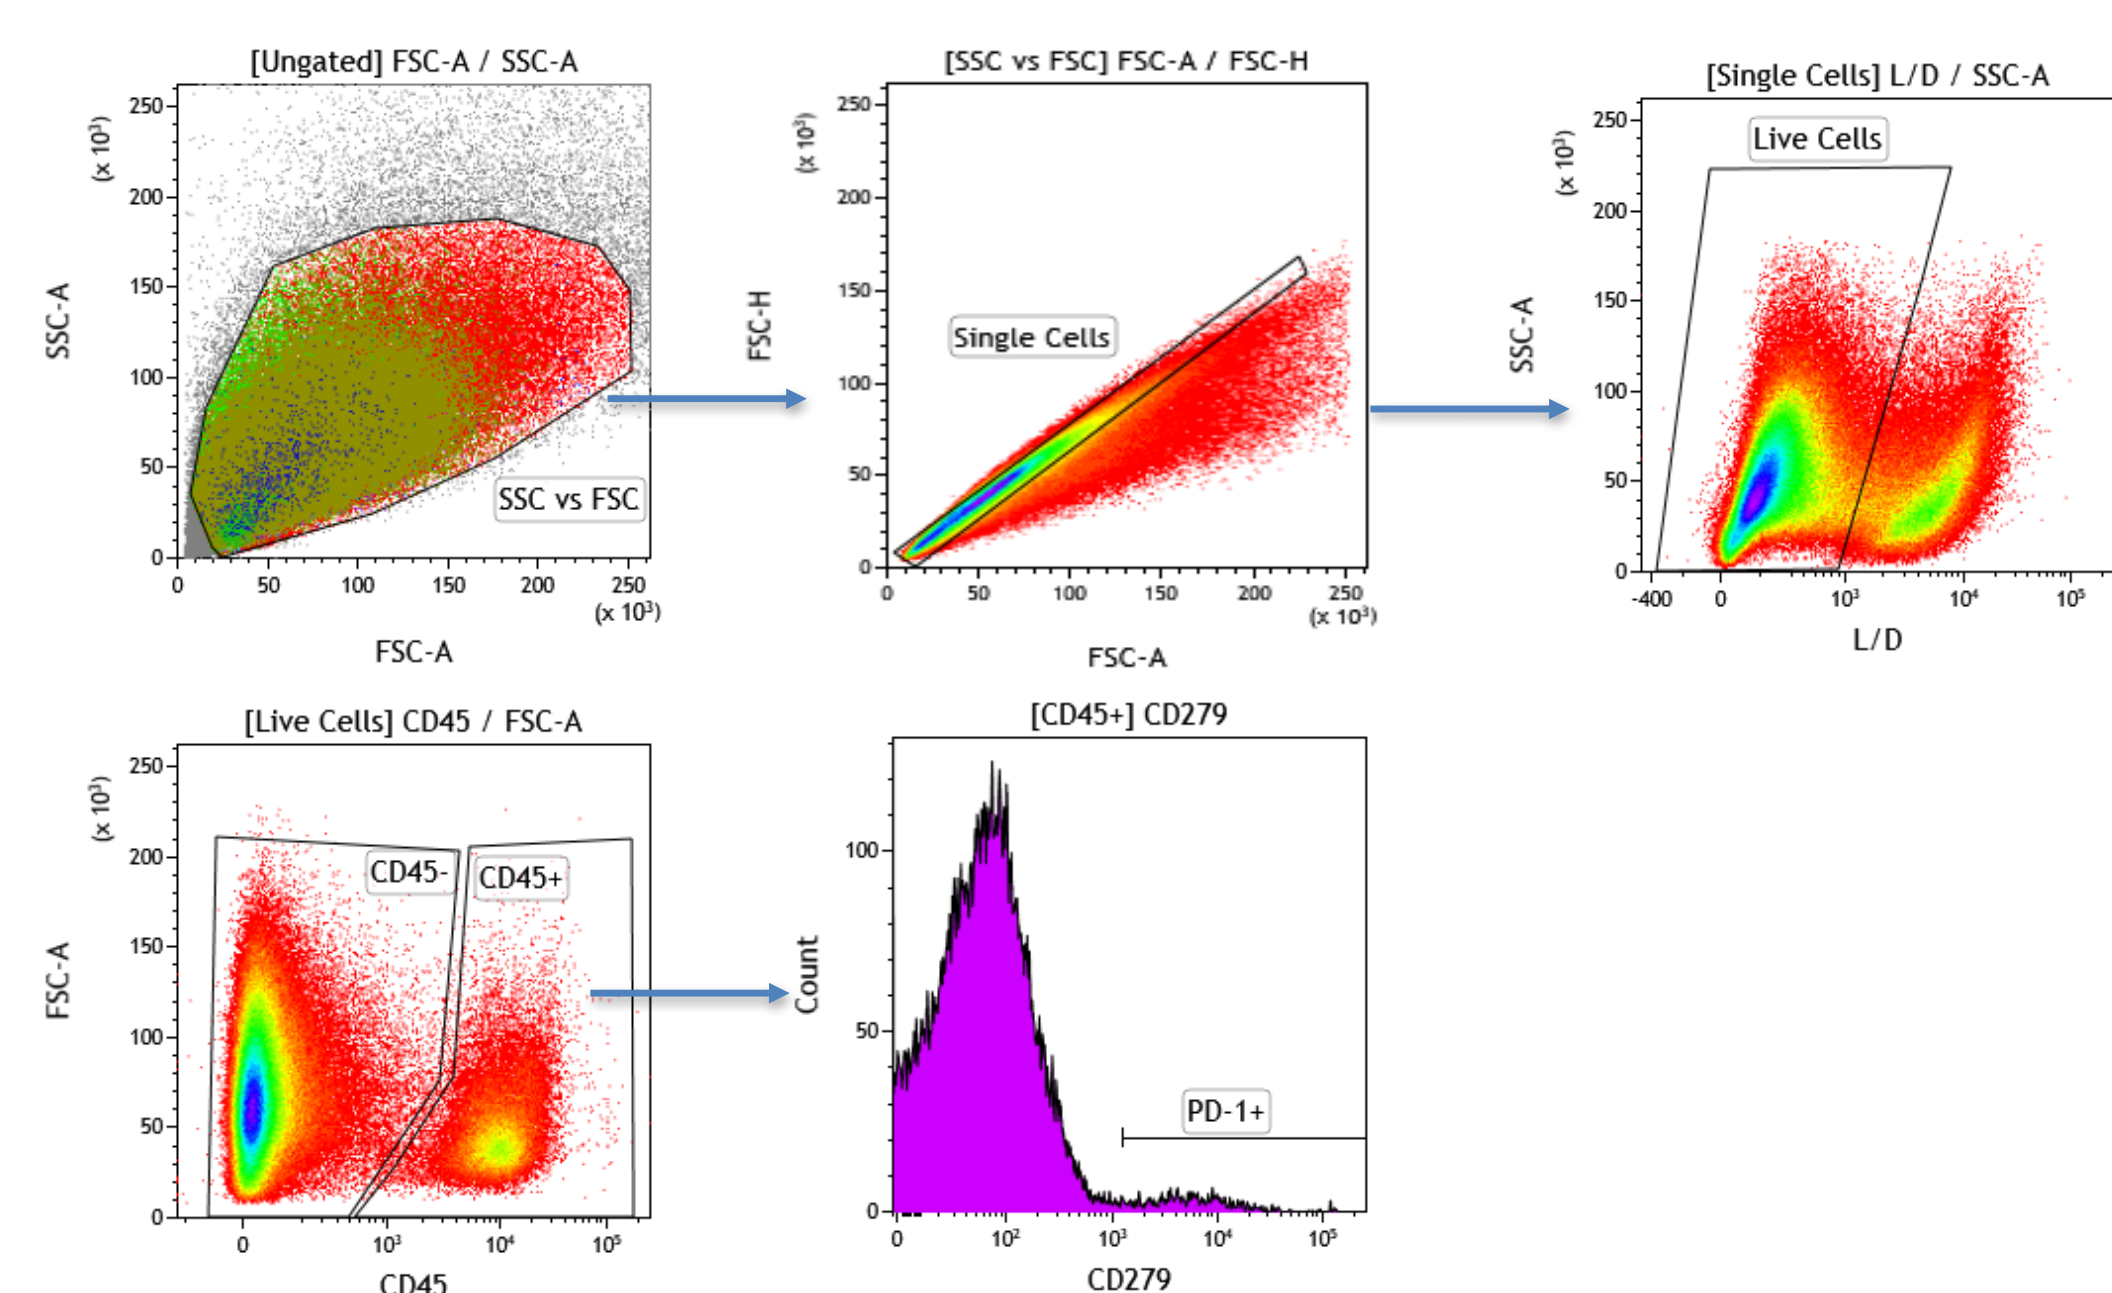 [Ungated] FSC-A / SSC-A
(x 10³)
SSC-A
250
200
150
100
50
0
SSC vs FSC
0 50 100 150 200 250
(x 10³)
FSC-A
[SSC vs FSC] FSC-A / FSC-H
(x 10³)
FSC-H
250
200
150
100
50
0
Single Cells
0 50 100 150 200 250
(x 10³)
FSC-A
[Single Cells] L/D / SSC-A
(x 10³)
SSC-A
250
200
150
100
50
0
Live Cells
-400 0 10³ 10⁴ 10⁵
L/D
[Live Cells] CD45 / FSC-A
(x 10³)
FSC-A
250
200
150
100
50
0
CD45-
CD45+
0 10³ 10⁴ 10⁵
CD45
[CD45+] CD279
Count
100
50
0
PD-1+
0 10² 10³ 10⁴ 10⁵
CD279